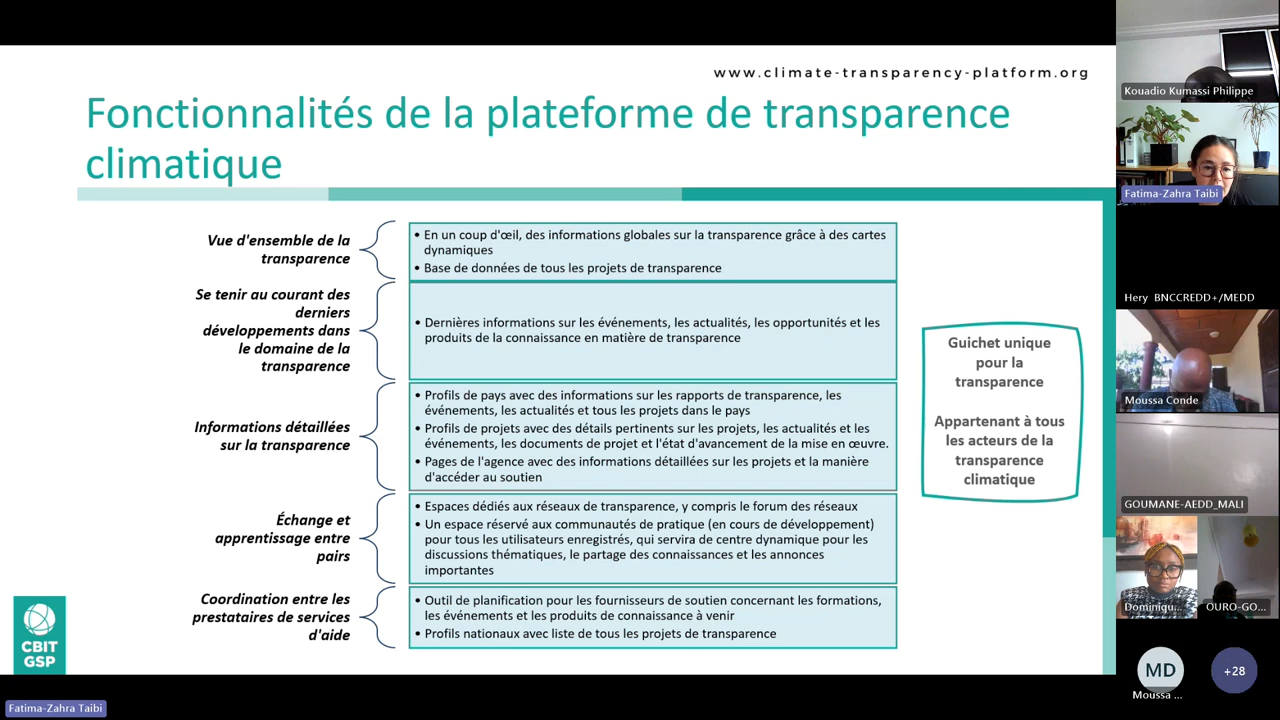 www.climate-transparency-platform.org
Fonctionnalités de la plateforme de transparence
climatique
Vue d'ensemble de la
transparence
• En un coup d'œil, des informations globales sur la transparence grâce à des cartes
dynamiques
• Base de données de tous les projets de transparence
Se tenir au courant des
derniers
développements dans
le domaine de la
transparence
• Dernières informations sur les événements, les actualités, les opportunités et les
produits de la connaissance en matière de transparence
Informations détaillées
sur la transparence
• Profils de pays avec des informations sur les rapports de transparence, les
événements, les actualités et tous les projets dans le pays
• Profils de projets avec des détails pertinents sur les projets, les actualités et les
événements, les documents de projet et l'état d'avancement de la mise en œuvre.
• Pages de l'agence avec des informations détaillées sur les projets et la manière
d'accéder au soutien
Échange et
apprentissage entre
pairs
• Espaces dédiés aux réseaux de transparence, y compris le forum des réseaux
• Un espace réservé aux communautés de pratique (en cours de développement)
pour tous les utilisateurs enregistrés, qui servira de centre dynamique pour les
discussions thématiques, le partage des connaissances et les annonces
importantes
Coordination entre les
prestataires de services
d'aide
• Outil de planification pour les fournisseurs de soutien concernant les formations,
les événements et les produits de connaissance à venir
• Profils nationaux avec liste de tous les projets de transparence
Guichet unique
pour la
transparence
Appartenant à tous
les acteurs de la
transparence
climatique
CBIT
GSP
Fatima-Zahra Taibi
Kouadio Kumassi Philippe
Fatima-Zahra Taibi
Hery BNCCREDD+/MEDD
Moussa Conde
GOUMANE-AEDD_MALI
Dominiqu...
OURO-GO...
MD
Moussa ...
+28